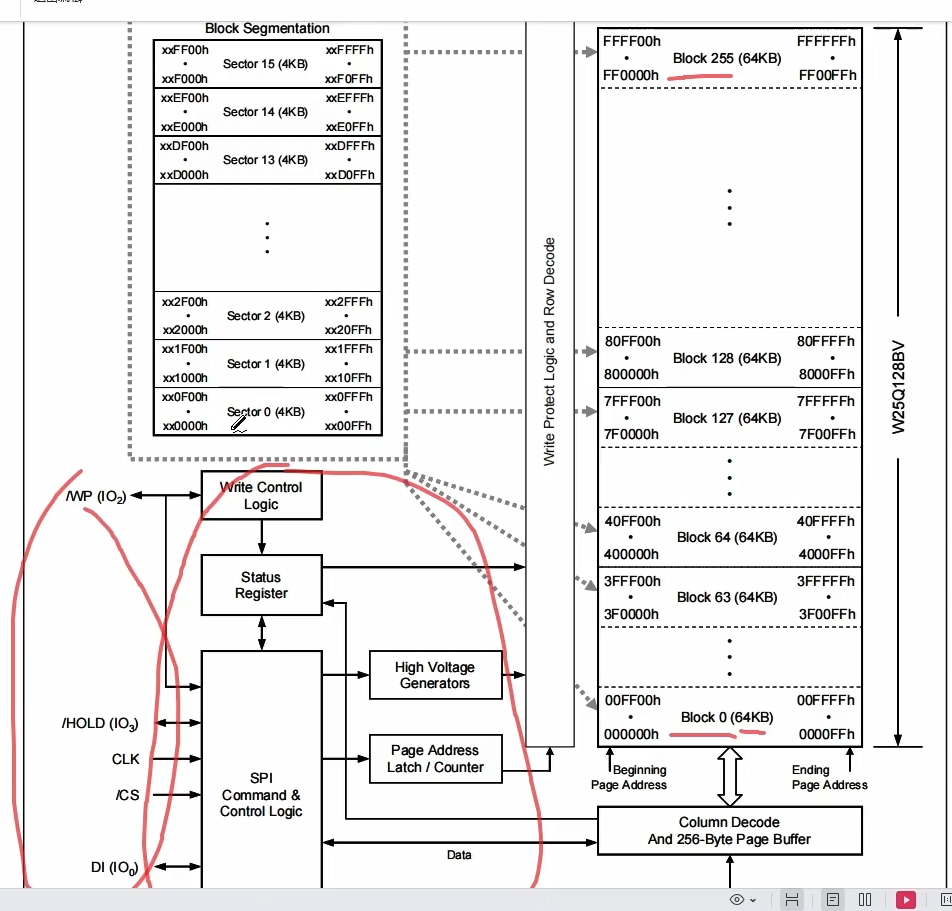 Block Segmentation
xxFF00h xxFFFFh
• Sector 15 (4KB) •
xxF000h xxF0FFh
xxEF00h xxEFFFh
• Sector 14 (4KB) •
xxE000h xxE0FFh
xxDF00h xxDFFFh
• Sector 13 (4KB) •
xxD000h xxD0FFh
xx2F00h xx2FFFh
• Sector 2 (4KB) •
xx2000h xx20FFh
xx1F00h xx1FFFh
• Sector 1 (4KB) •
xx1000h xx10FFh
xx0F00h xx0FFFh
• Sector 0 (4KB) •
xx0000h xx00FFh
Write Protect Logic and Row Decode
FFFF00h FFFFFFh
• Block 255 (64KB) •
FF0000h FF00FFh
80FF00h 80FFFFh
• Block 128 (64KB) •
800000h 8000FFh
7FFF00h 7FFFFFh
• Block 127 (64KB) •
7F0000h 7F00FFh
40FF00h 40FFFFh
• Block 64 (64KB) •
400000h 4000FFh
3FFF00h 3FFFFFh
• Block 63 (64KB) •
3F0000h 3F00FFh
00FF00h 00FFFFh
• Block 0 (64KB) •
000000h 0000FFh
W25Q128BV
Beginning
Page Address
Ending
Page Address
/WP (IO2)
Write Control
Logic
Status
Register
High Voltage
Generators
/HOLD (IO3)
CLK
/CS
DI (IO0)
SPI
Command &
Control Logic
Page Address
Latch / Counter
Column Decode
And 256-Byte Page Buffer
Data